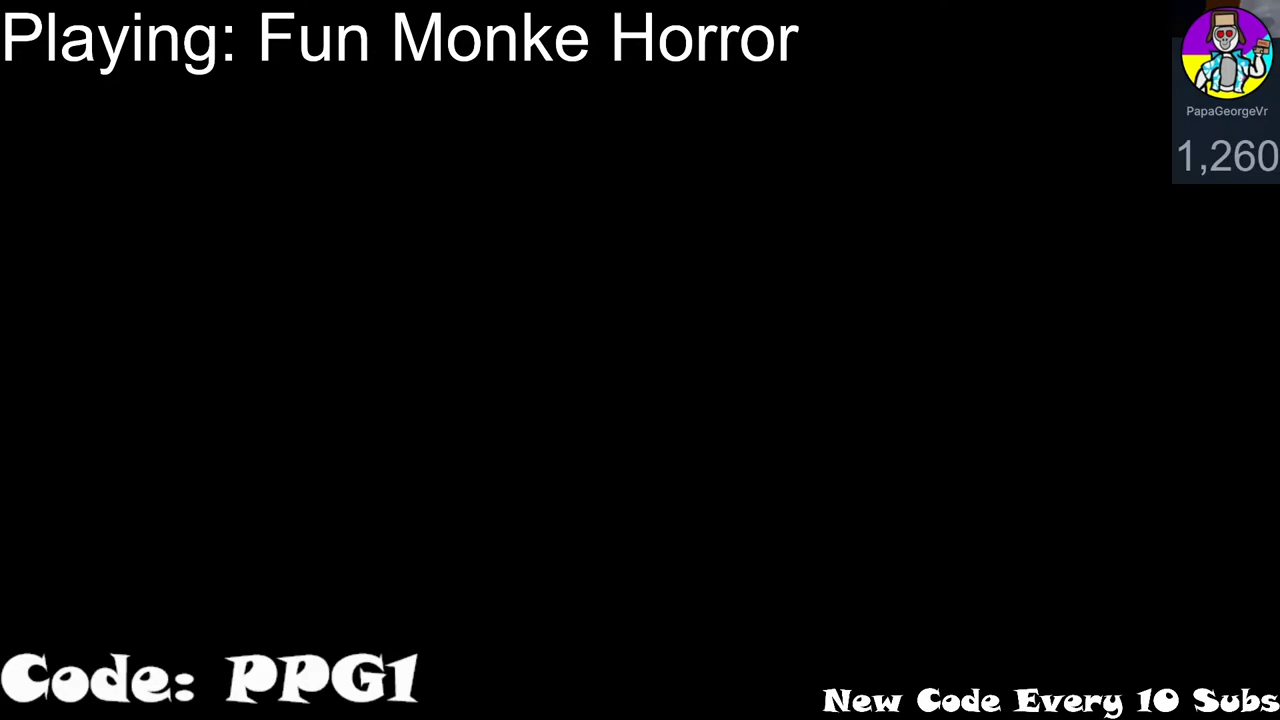 Playing: Fun Monke Horror
PapaGeorgeVr
1,260
Code: PPG1
New Code Every 10 Subs